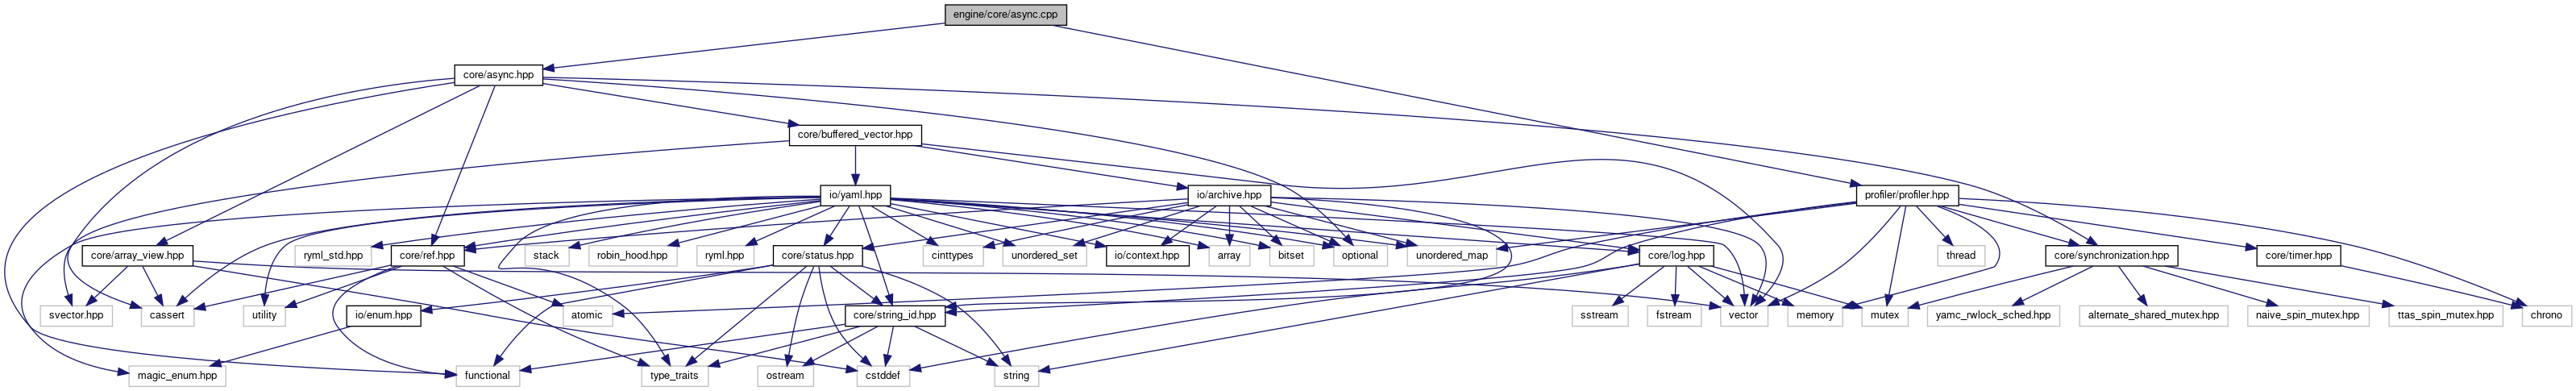 engine/core/async.cpp
core/async.hpp
core/buffered_vector.hpp
io/yaml.hpp
io/archive.hpp
profiler/profiler.hpp
core/array_view.hpp
ryml_std.hpp
core/ref.hpp
stack
robin_hood.hpp
ryml.hpp
core/status.hpp
cinttypes
unordered_set
io/context.hpp
array
bitset
optional
unordered_map
core/log.hpp
thread
core/synchronization.hpp
core/timer.hpp
svector.hpp
cassert
utility
io/enum.hpp
atomic
core/string_id.hpp
sstream
fstream
vector
memory
mutex
yamc_rwlock_sched.hpp
alternate_shared_mutex.hpp
naive_spin_mutex.hpp
ttas_spin_mutex.hpp
chrono
magic_enum.hpp
functional
type_traits
ostream
cstddef
string